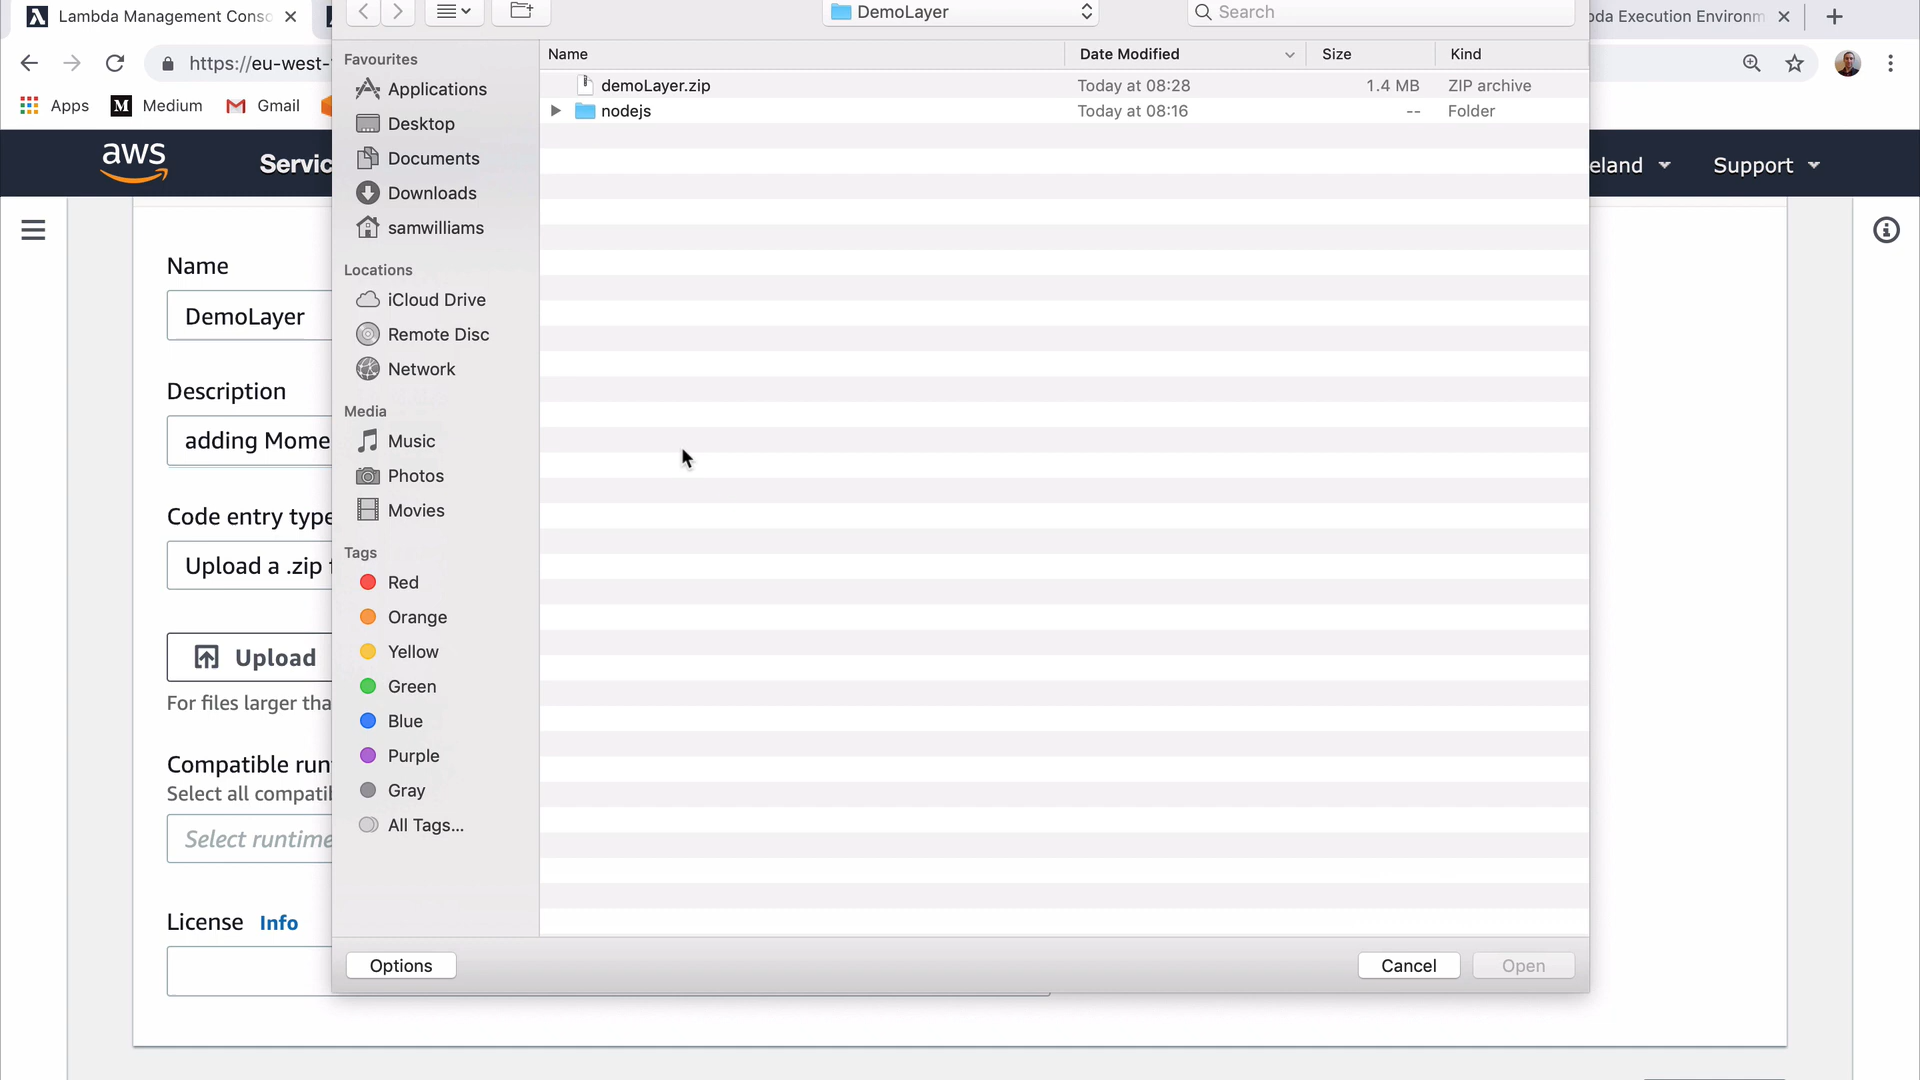 Lambda Management Conso
DemoLayer
Search
bda Execution Environm
https://eu-west-
Apps
Medium
Gmail
aws
Servic
eland
Support
Favourites
Applications
Desktop
Documents
Downloads
samwilliams
Locations
iCloud Drive
Remote Disc
Network
Media
Music
Photos
Movies
Tags
Red
Orange
Yellow
Green
Blue
Purple
Gray
All Tags...
Name Date Modified Size Kind
demoLayer.zip Today at 08:28 1.4 MB ZIP archive
nodejs Today at 08:16 -- Folder
Options
Cancel
Open
Name
DemoLayer
Description
adding Mome
Code entry type
Upload a .zip f
Upload
For files larger tha
Compatible run
Select all compati
Select runtime
License Info